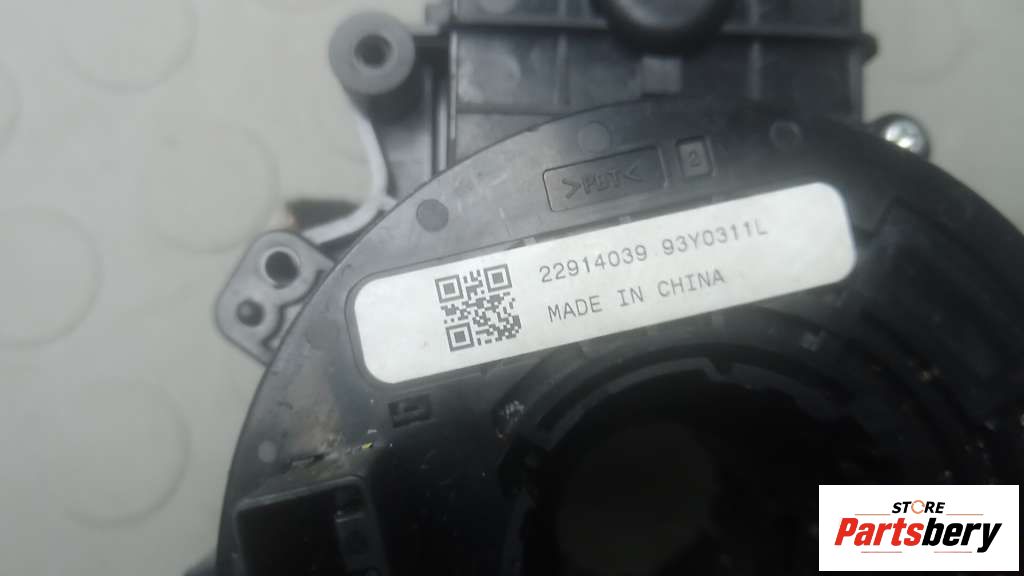 >PBT<
2
22914039 93Y0311L
MADE IN CHINA
STORE
Partsbery